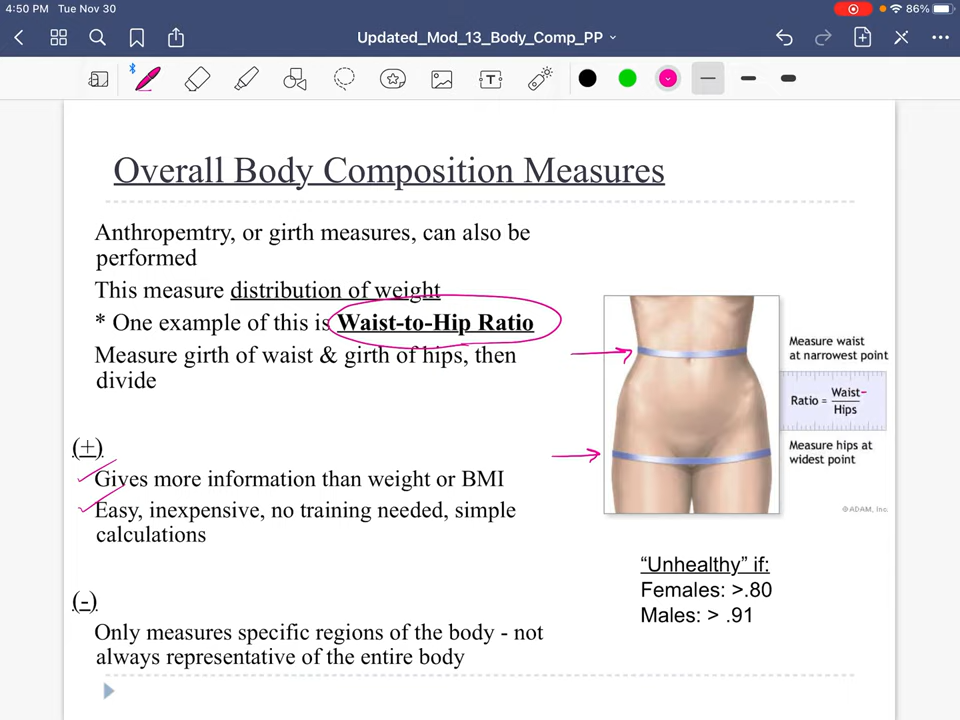 4:50 PM Tue Nov 30
86%
Updated_Mod_13_Body_Comp_PP
T
Overall Body Composition Measures
Anthropemtry, or girth measures, can also be
performed
This measure distribution of weight
* One example of this is Waist-to-Hip Ratio
Measure girth of waist & girth of hips, then
divide
(+)
Gives more information than weight or BMI
Easy, inexpensive, no training needed, simple
calculations
(-)
Only measures specific regions of the body - not
always representative of the entire body
Measure waist
at narrowest point
Ratio = Waist
Hips
Measure hips at
widest point
©ADAM, Inc.
“Unhealthy” if:
Females: >.80
Males: > .91